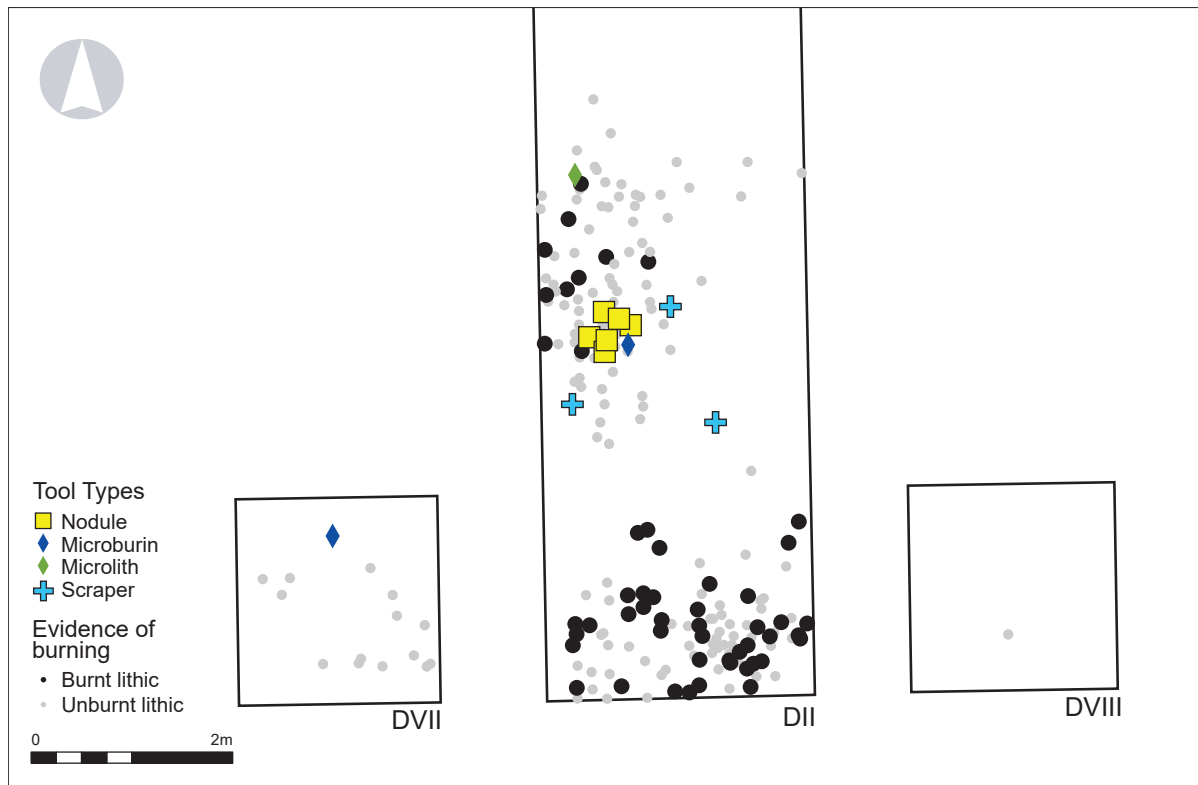 Tool Types
Nodule
Microburin
Microlith
Scraper
Evidence of
burning
Burnt lithic
Unburnt lithic
0 2m
DVII
DII
DVIII